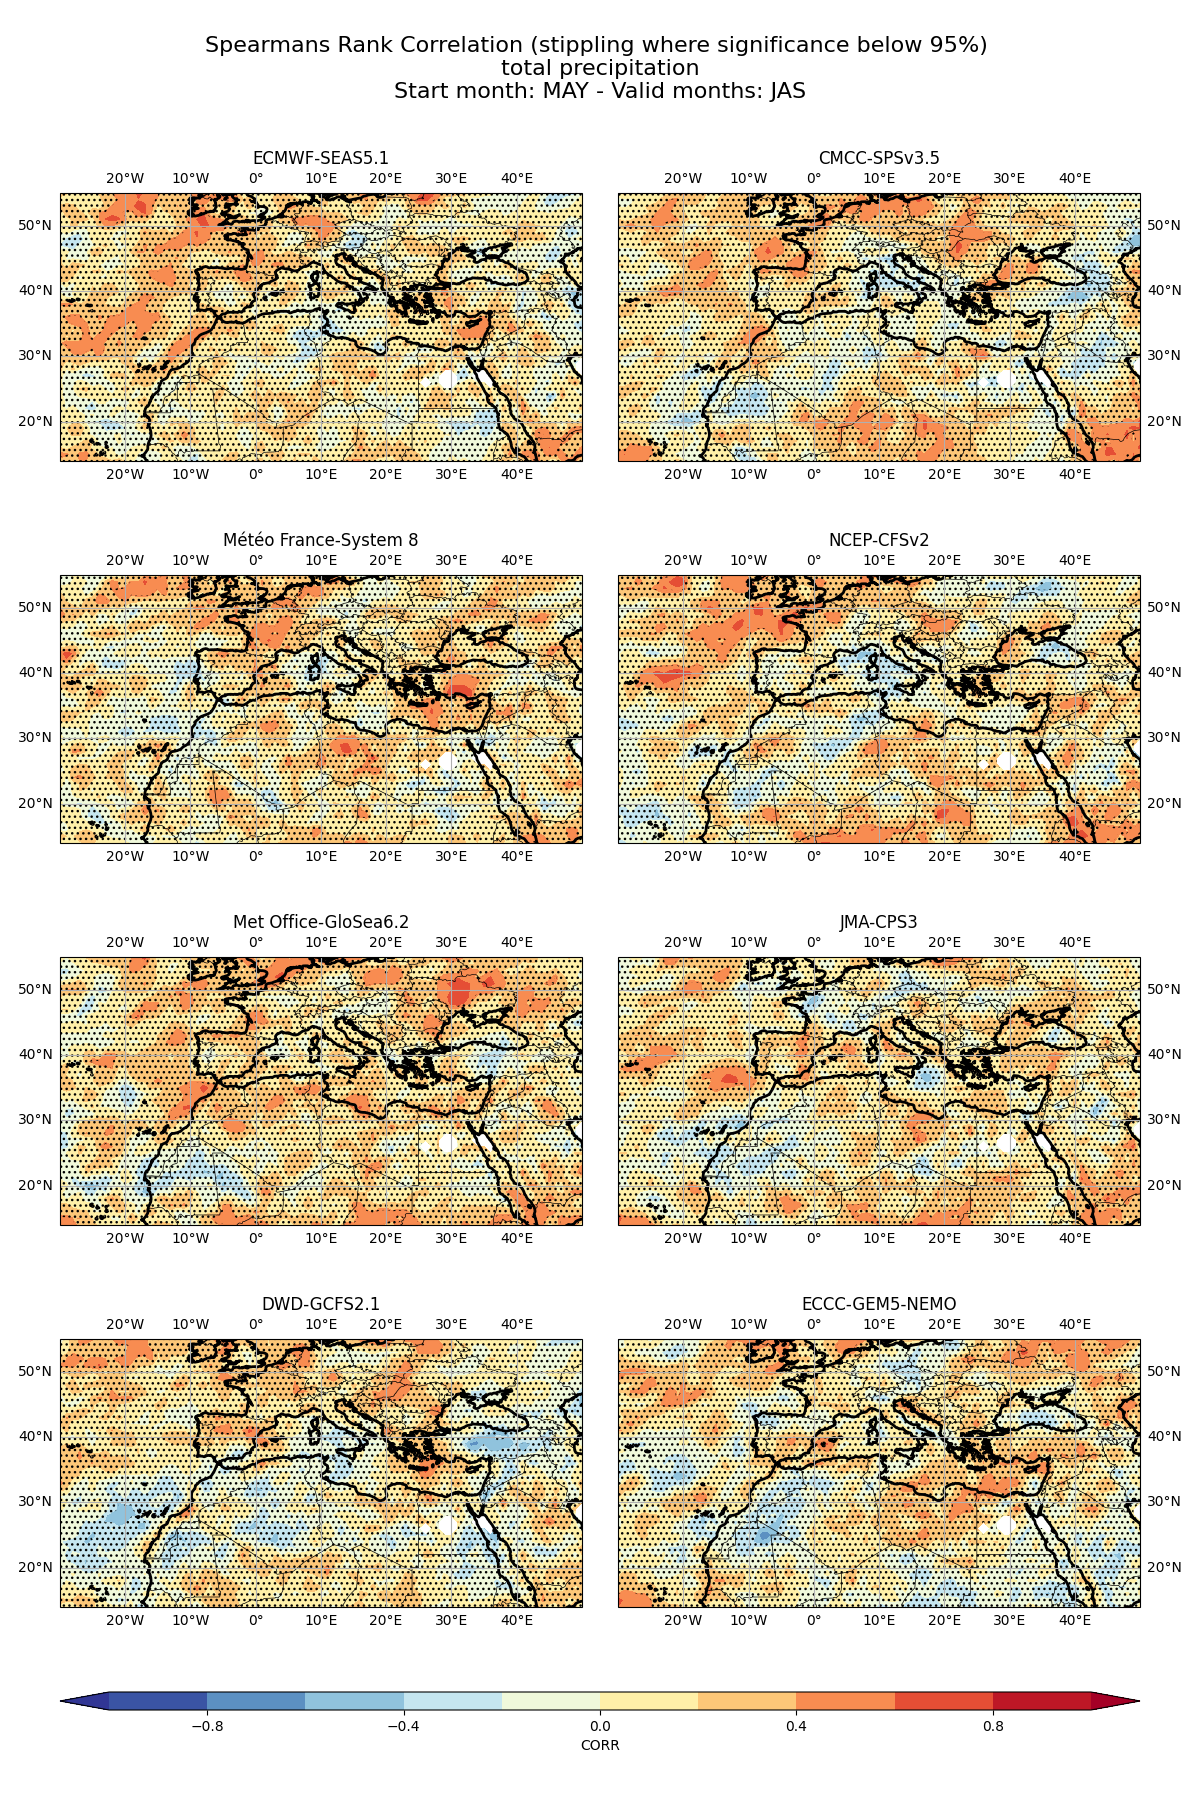 Spearmans Rank Correlation (stippling where significance below 95%)
total precipitation
Start month: MAY - Valid months: JAS
ECMWF-SEAS5.1 CMCC-SPSv3.5
20°W 10°W 0° 10°E 20°E 30°E 40°E 20°W 10°W 0° 10°E 20°E 30°E 40°E
50°N 50°N
40°N 40°N
30°N 30°N
20°N 20°N
20°W 10°W 0° 10°E 20°E 30°E 40°E 20°W 10°W 0° 10°E 20°E 30°E 40°E
Météo France-System 8 NCEP-CFSv2
20°W 10°W 0° 10°E 20°E 30°E 40°E 20°W 10°W 0° 10°E 20°E 30°E 40°E
50°N 50°N
40°N 40°N
30°N 30°N
20°N 20°N
20°W 10°W 0° 10°E 20°E 30°E 40°E 20°W 10°W 0° 10°E 20°E 30°E 40°E
Met Office-GloSea6.2 JMA-CPS3
20°W 10°W 0° 10°E 20°E 30°E 40°E 20°W 10°W 0° 10°E 20°E 30°E 40°E
50°N 50°N
40°N 40°N
30°N 30°N
20°N 20°N
20°W 10°W 0° 10°E 20°E 30°E 40°E 20°W 10°W 0° 10°E 20°E 30°E 40°E
DWD-GCFS2.1 ECCC-GEM5-NEMO
20°W 10°W 0° 10°E 20°E 30°E 40°E 20°W 10°W 0° 10°E 20°E 30°E 40°E
50°N 50°N
40°N 40°N
30°N 30°N
20°N 20°N
20°W 10°W 0° 10°E 20°E 30°E 40°E 20°W 10°W 0° 10°E 20°E 30°E 40°E
−0.8 −0.4 0.0 0.4 0.8
CORR